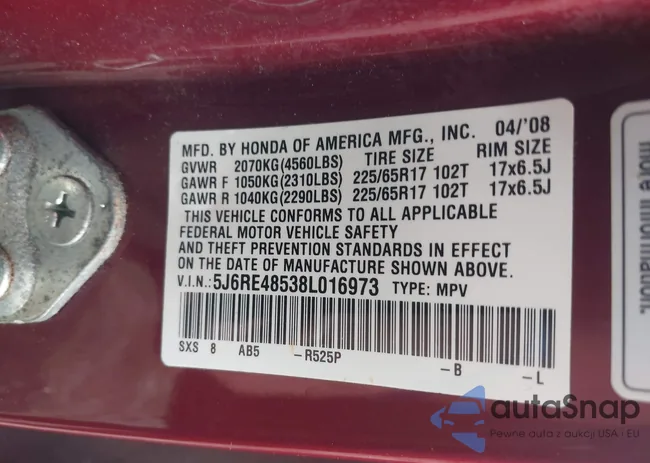 MFD. BY HONDA OF AMERICA MFG., INC. 04/'08
GVWR 2070KG(4560LBS) TIRE SIZE RIM SIZE
GAWR F 1050KG(2310LBS) 225/65R17 102T 17x6.5J
GAWR R 1040KG(2290LBS) 225/65R17 102T 17x6.5J
THIS VEHICLE CONFORMS TO ALL APPLICABLE
FEDERAL MOTOR VEHICLE SAFETY
AND THEFT PREVENTION STANDARDS IN EFFECT
ON THE DATE OF MANUFACTURE SHOWN ABOVE.
V.I.N.:5J6RE48538L016973 TYPE: MPV
SXS 8 AB5 -R525P -B -L
more information.
autaSnap
Pewne auta z aukcji USA i EU